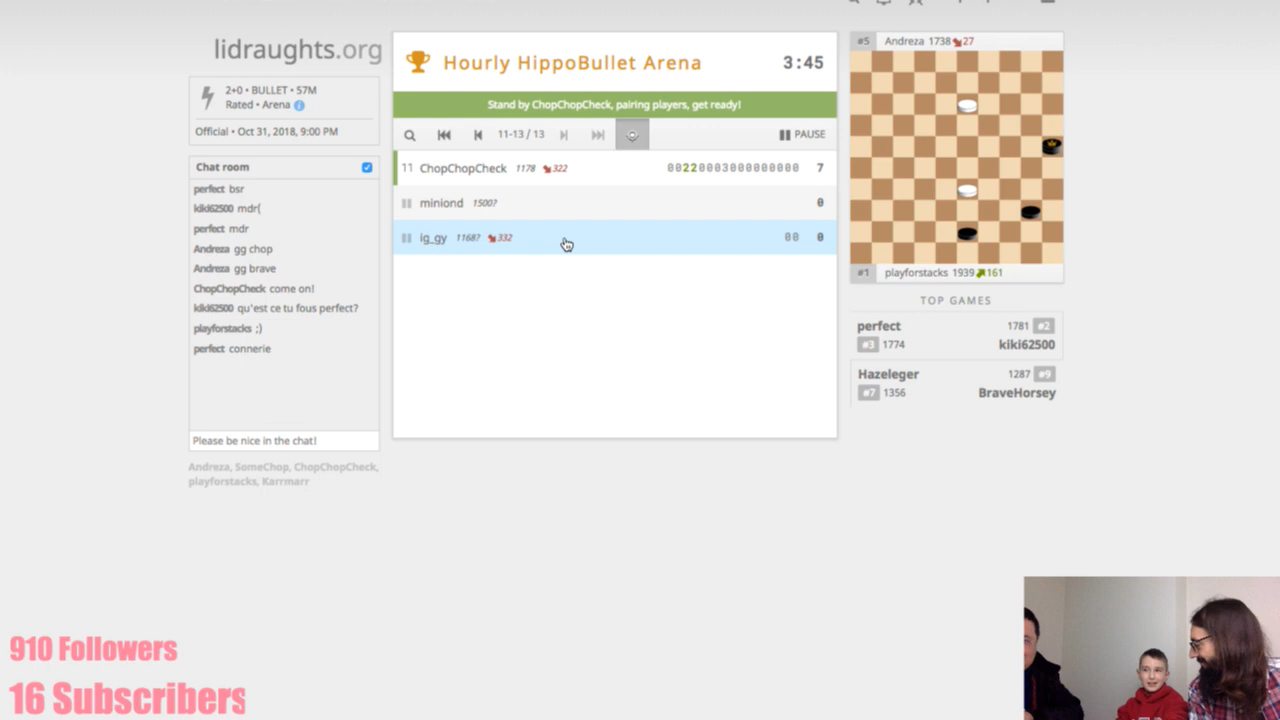 lidraughts.org
2+0 • BULLET • 57M
Rated • Arena
Official • Oct 31, 2018, 9:00 PM
Chat room
perfect bsr
kiki62500 mdr(
perfect mdr
Andreza gg chop
Andreza gg brave
ChopChopCheck come on!
kiki62500 qu'est ce tu fous perfect?
playforstacks ;)
perfect connerie
Please be nice in the chat!
Andreza, SomeChop, ChopChopCheck,
playforstacks, Karrmarr
Hourly HippoBullet Arena 3:45
Stand by ChopChopCheck, pairing players, get ready!
11-13 / 13 PAUSE
11 ChopChopCheck 1178 322 00220003000000000 7
miniond 1500? 0
ig_gy 1168? 332 00 0
#5 Andreza 1738 27
#1 playforstacks 1939 161
TOP GAMES
perfect 1781 #2
#3 1774 kiki62500
Hazeleger 1287 #9
#7 1356 BraveHorsey
910 Followers
16 Subscribers